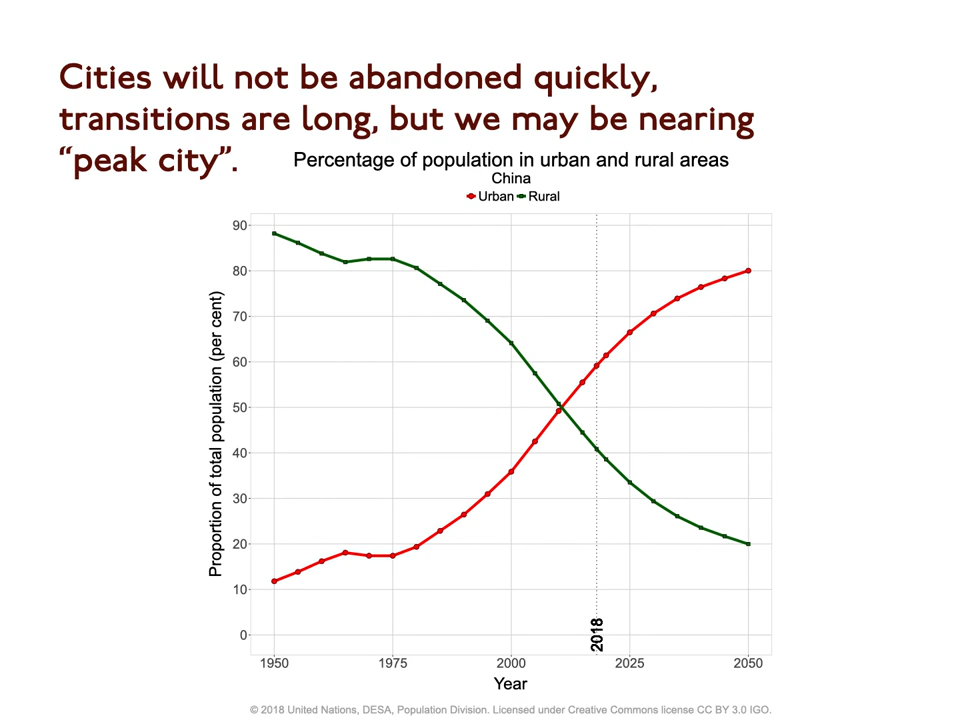 Cities will not be abandoned quickly,
transitions are long, but we may be nearing
“peak city”.
Percentage of population in urban and rural areas
China
Urban Rural
90
80
70
60
50
40
30
20
10
0
Proportion of total population (per cent)
2018
1950 1975 2000 2025 2050
Year
© 2018 United Nations, DESA, Population Division. Licensed under Creative Commons license CC BY 3.0 IGO.